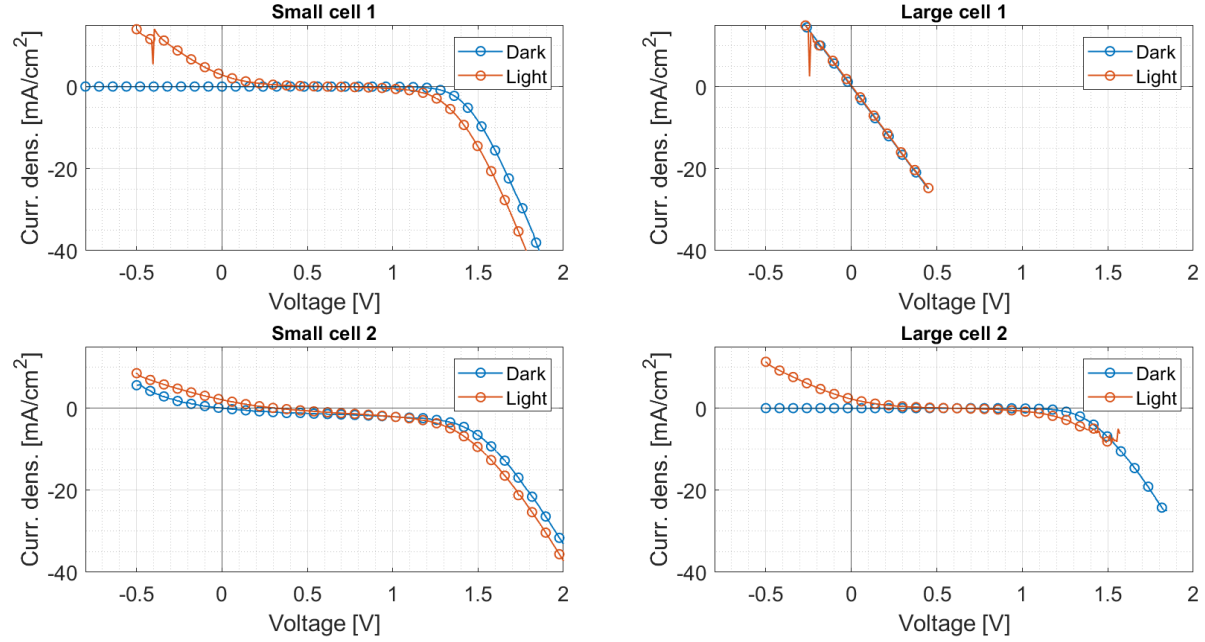 Small cell 1
Curr. dens. [mA/cm²]
0
-20
-40
-0.5 0 0.5 1 1.5 2
Voltage [V]
Dark
Light
Large cell 1
Curr. dens. [mA/cm²]
0
-20
-40
-0.5 0 0.5 1 1.5 2
Voltage [V]
Dark
Light
Small cell 2
Curr. dens. [mA/cm²]
0
-20
-40
-0.5 0 0.5 1 1.5 2
Voltage [V]
Dark
Light
Large cell 2
Curr. dens. [mA/cm²]
0
-20
-40
-0.5 0 0.5 1 1.5 2
Voltage [V]
Dark
Light